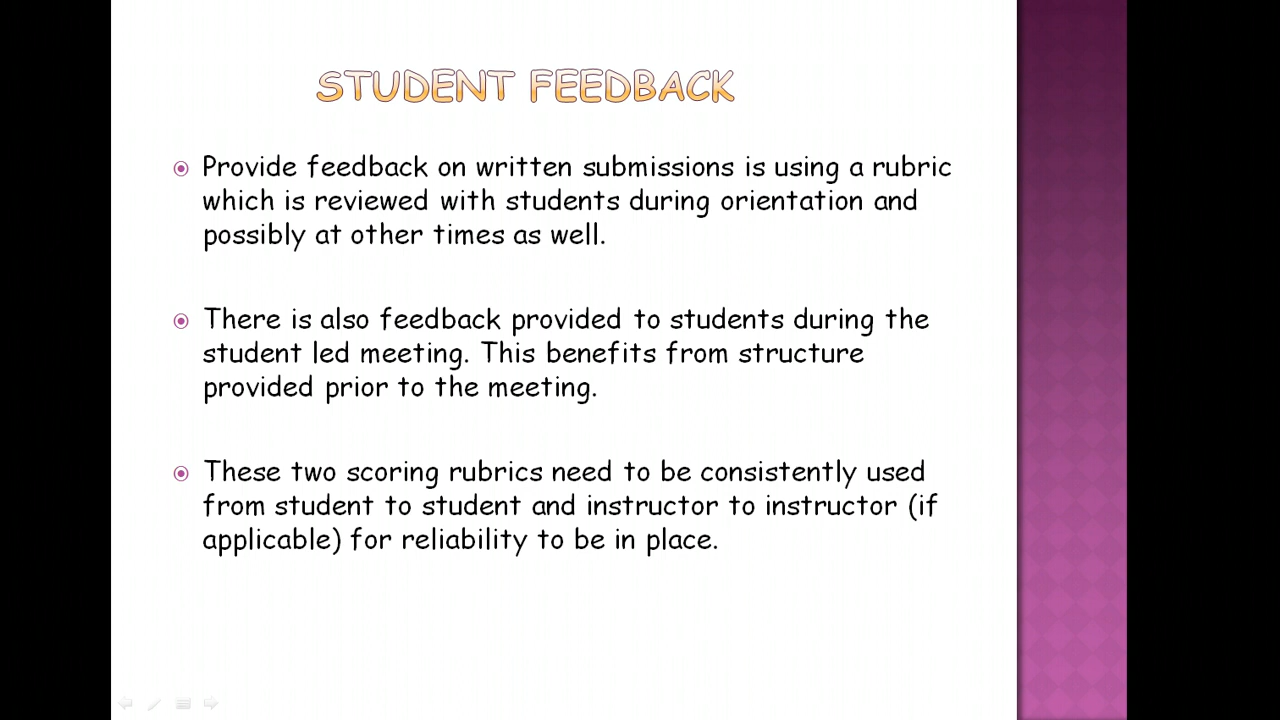 STUDENT FEEDBACK
Provide feedback on written submissions is using a rubric
which is reviewed with students during orientation and
possibly at other times as well.
There is also feedback provided to students during the
student led meeting. This benefits from structure
provided prior to the meeting.
These two scoring rubrics need to be consistently used
from student to student and instructor to instructor (if
applicable) for reliability to be in place.